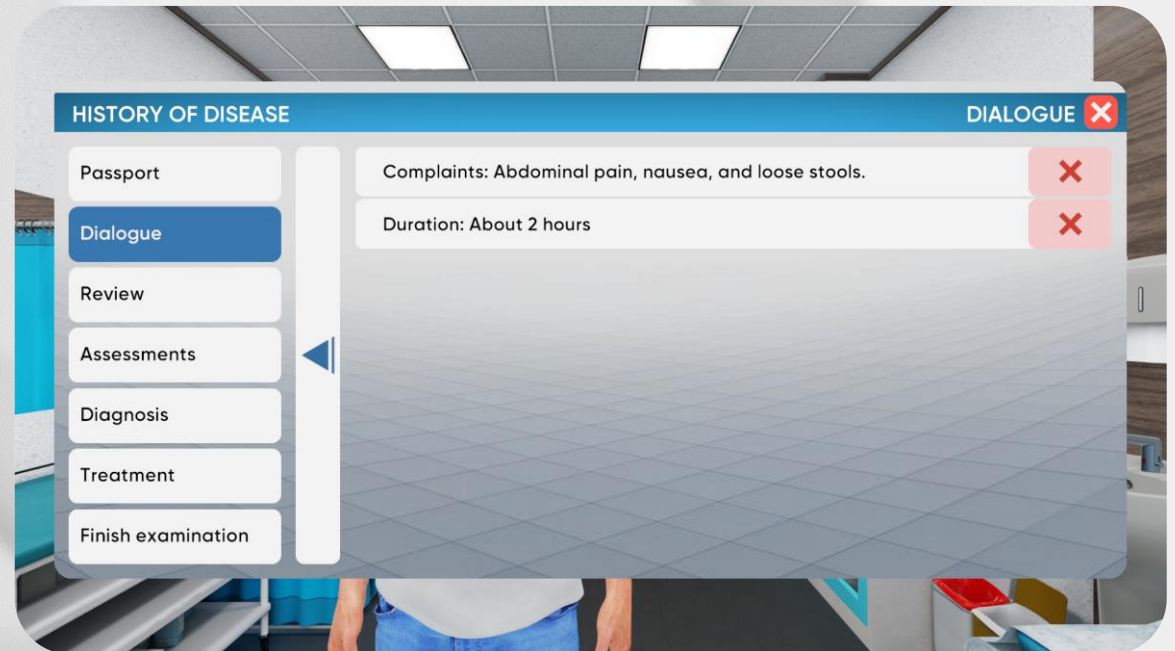 HISTORY OF DISEASE
DIALOGUE
Passport
Dialogue
Review
Assessments
Diagnosis
Treatment
Finish examination
Complaints: Abdominal pain, nausea, and loose stools.
Duration: About 2 hours